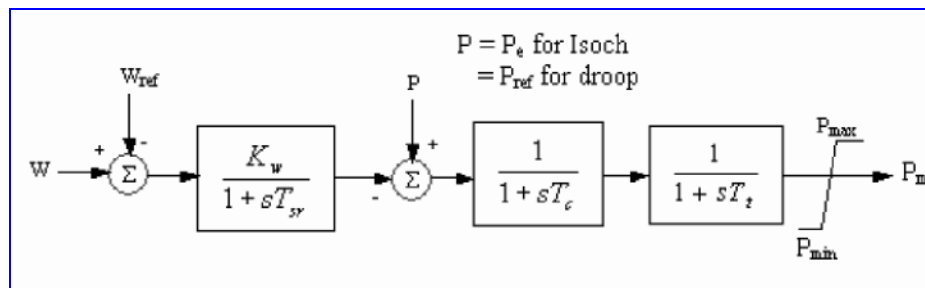 P = Pe for Isoch
= Pref for droop
Wref
P
W
+
-
Σ
Kw
1 + sTsr
-
+
Σ
1
1 + sTc
1
1 + sTt
Pmax
Pmin
Pm